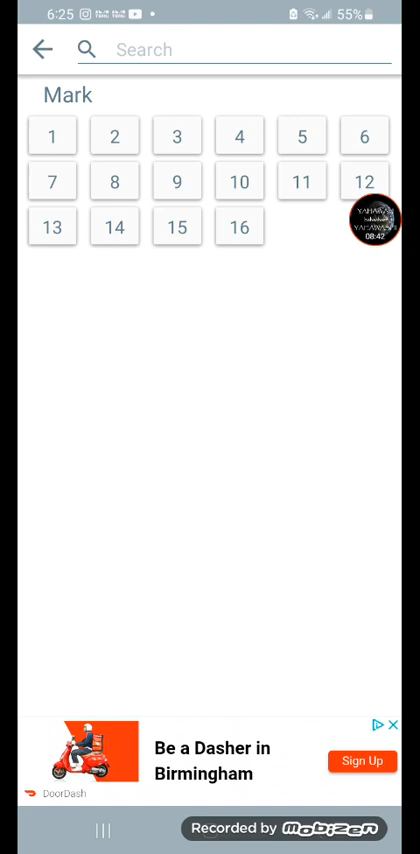 6:25 55%
Search
Mark
1 2 3 4 5 6
7 8 9 10 11 12
13 14 15 16
YAHAWAH
YAHAWASHI
08:42
Be a Dasher in
Birmingham
Sign Up
DoorDash
Recorded by mobizen